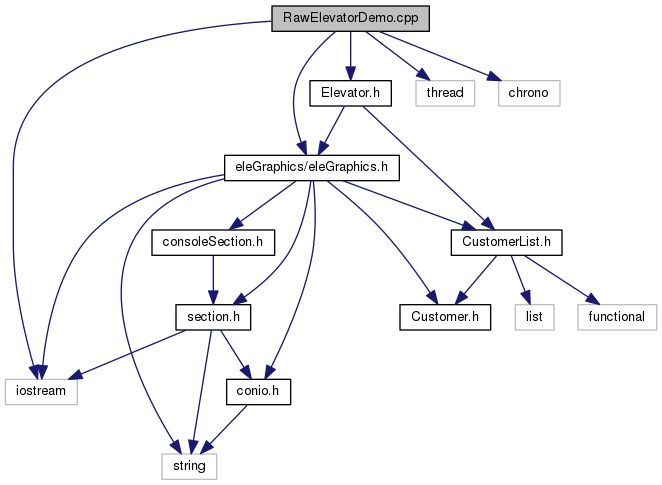 RawElevatorDemo.cpp
Elevator.h
thread
chrono
eleGraphics/eleGraphics.h
consoleSection.h
CustomerList.h
section.h
Customer.h
list
functional
iostream
conio.h
string